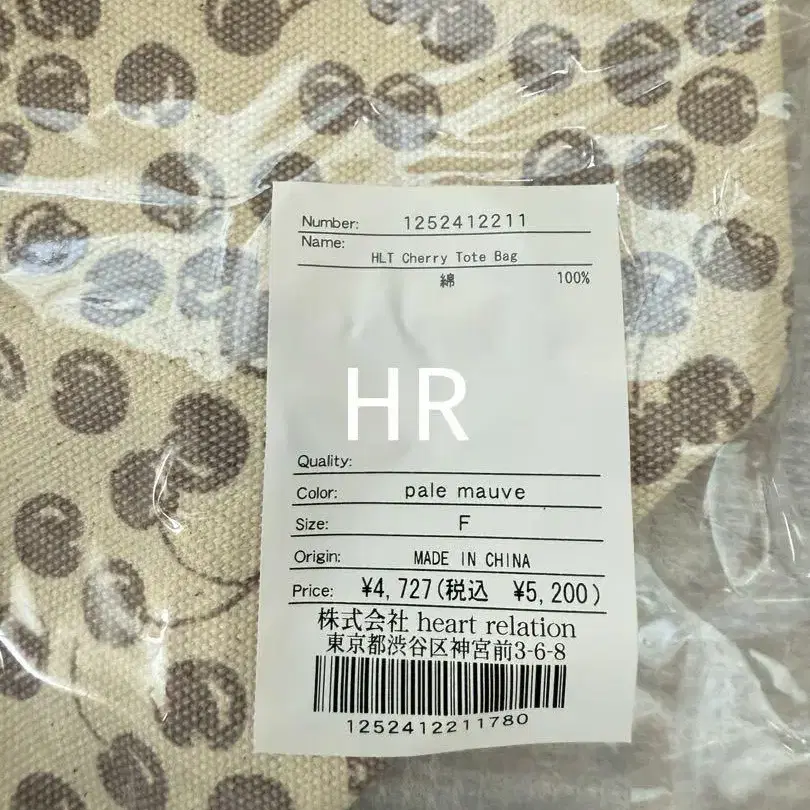 Number: 1252412211
Name:
HLT Cherry Tote Bag
綿 100%
HR
Quality:
Color: pale mauve
Size: F
Origin: MADE IN CHINA
Price: ¥4,727(税込 ¥5,200)
株式会社 heart relation
東京都渋谷区神宮前3-6-8
1252412211780